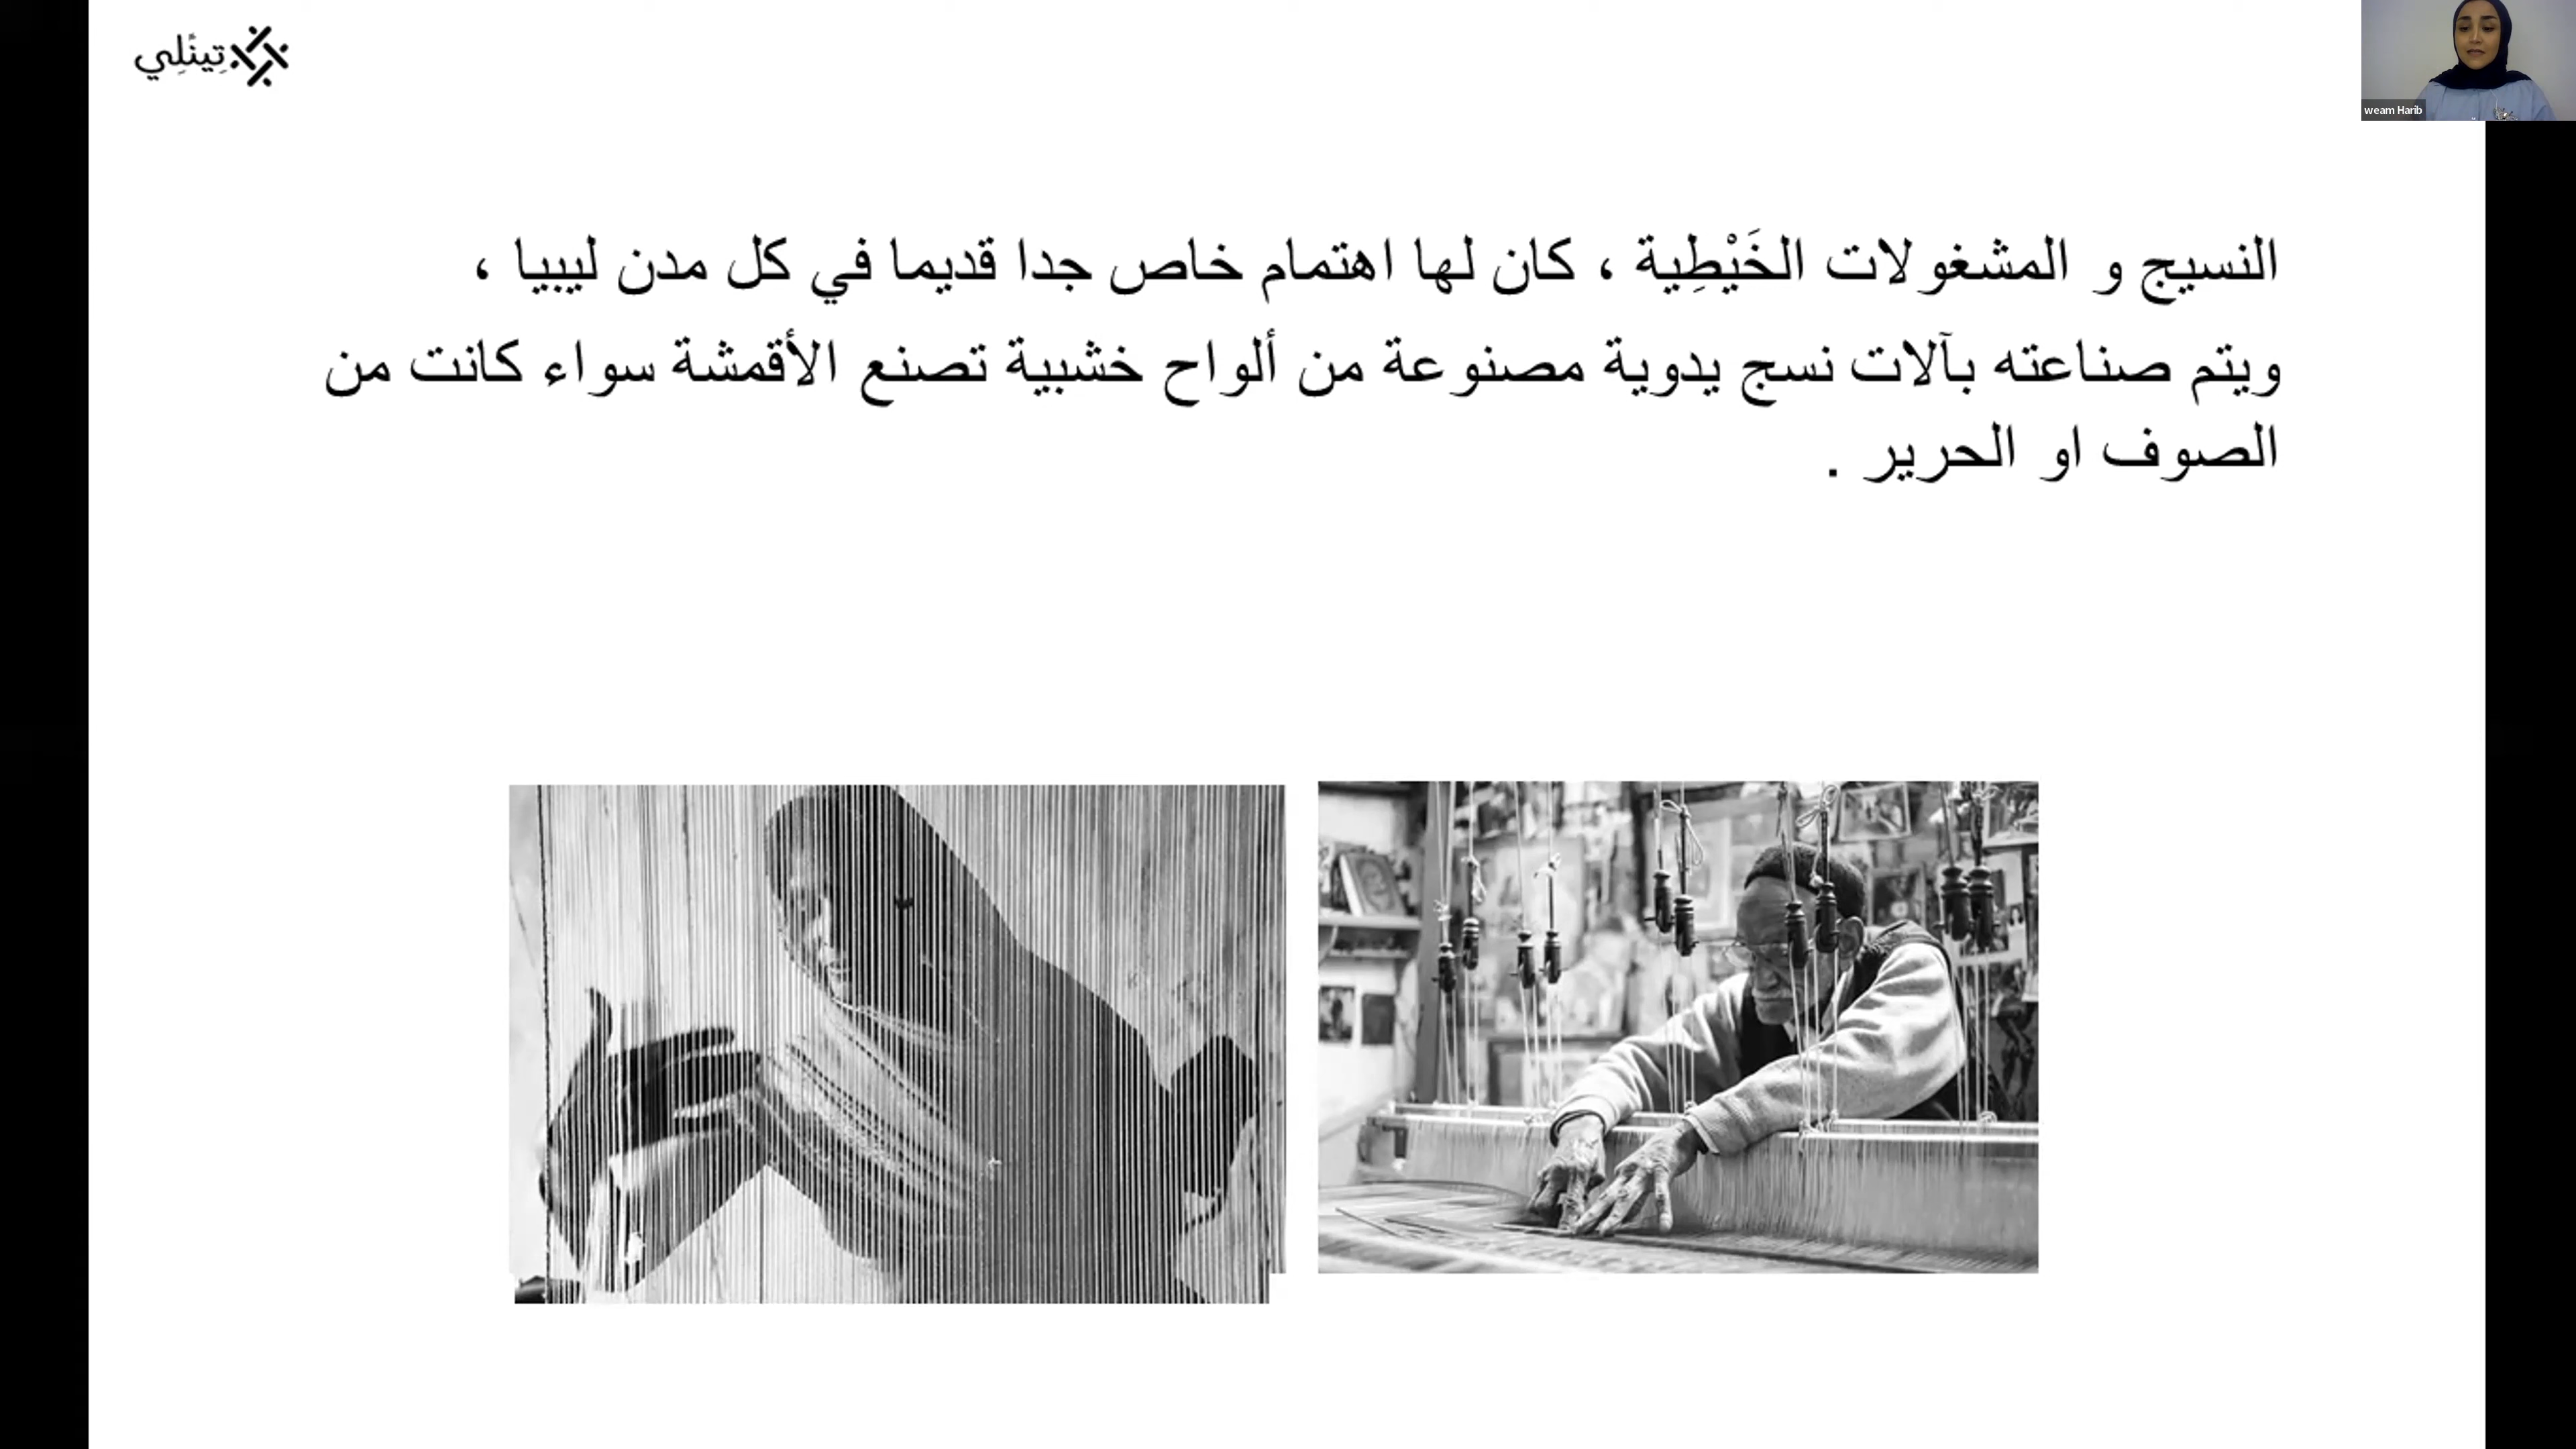 تِينَلِي
weam Harib
النسيج و المشغولات الخَيْطِية ، كان لها اهتمام خاص جدا قديما في كل مدن ليبيا ،
ويتم صناعته بآلات نسج يدوية مصنوعة من ألواح خشبية تصنع الأقمشة سواء كانت من
الصوف او الحرير .